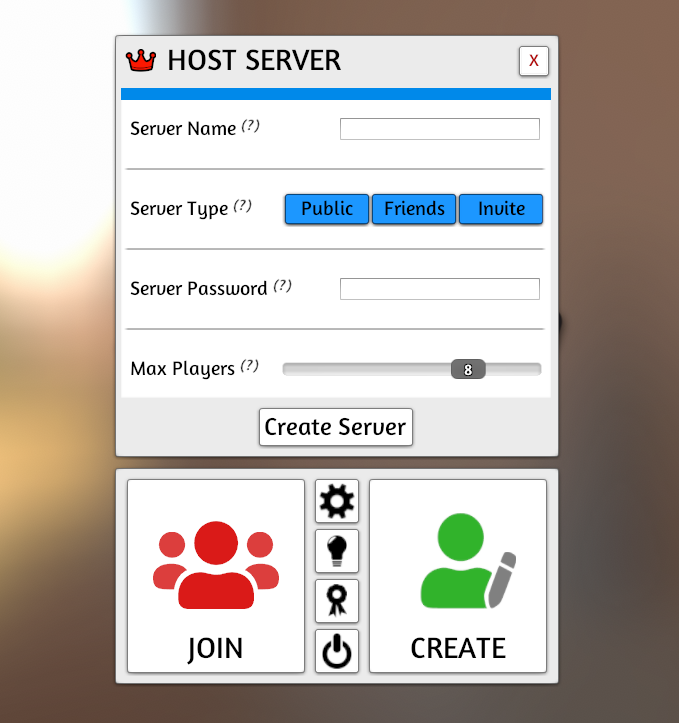 HOST SERVER
X
Server Name (?)
Server Type (?) Public Friends Invite
Server Password (?)
Max Players (?) 8
Create Server
JOIN CREATE